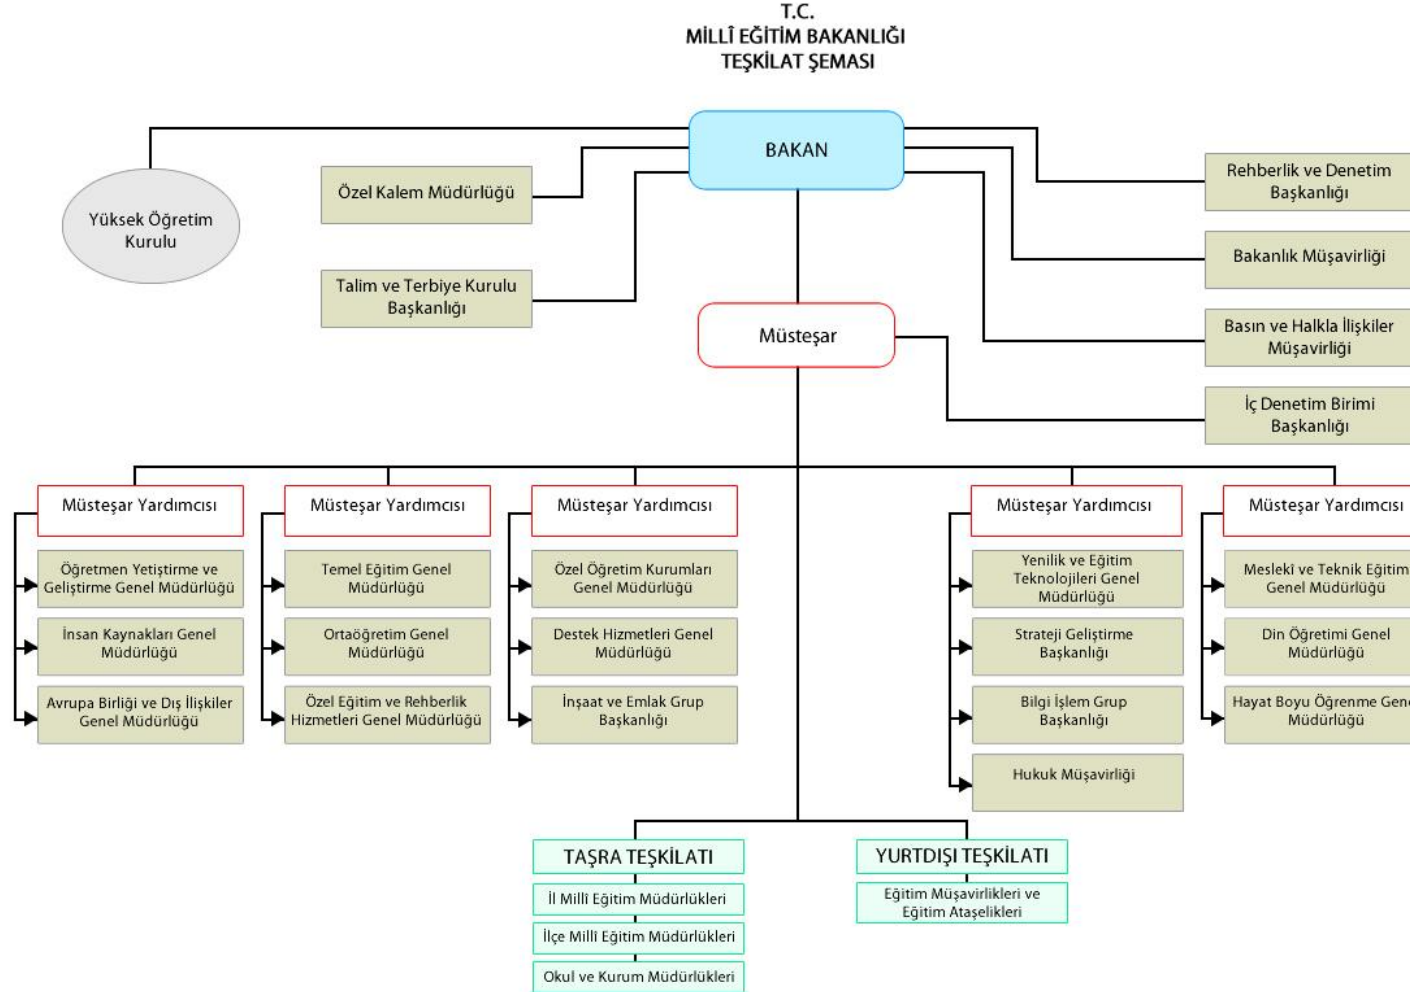 T.C.
MİLLÎ EĞİTİM BAKANLIĞI
TEŞKİLAT ŞEMASI
BAKAN
Yüksek Öğretim
Kurulu
Özel Kalem Müdürlüğü
Talim ve Terbiye Kurulu
Başkanlığı
Rehberlik ve Denetim
Başkanlığı
Bakanlık Müşavirliği
Basın ve Halkla İlişkiler
Müşavirliği
Müsteşar
İç Denetim Birimi
Başkanlığı
Müsteşar Yardımcısı
Öğretmen Yetiştirme ve
Geliştirme Genel Müdürlüğü
İnsan Kaynakları Genel
Müdürlüğü
Avrupa Birliği ve Dış İlişkiler
Genel Müdürlüğü
Müsteşar Yardımcısı
Temel Eğitim Genel
Müdürlüğü
Ortaöğretim Genel
Müdürlüğü
Özel Eğitim ve Rehberlik
Hizmetleri Genel Müdürlüğü
Müsteşar Yardımcısı
Özel Öğretim Kurumları
Genel Müdürlüğü
Destek Hizmetleri Genel
Müdürlüğü
İnşaat ve Emlak Grup
Başkanlığı
Müsteşar Yardımcısı
Yenilik ve Eğitim
Teknolojileri Genel
Müdürlüğü
Strateji Geliştirme
Başkanlığı
Bilgi İşlem Grup
Başkanlığı
Hukuk Müşavirliği
Müsteşar Yardımcısı
Meslekî ve Teknik Eğitim
Genel Müdürlüğü
Din Öğretimi Genel
Müdürlüğü
Hayat Boyu Öğrenme
Müdürlüğü
TAŞRA TEŞKİLATI
İl Millî Eğitim Müdürlükleri
İlçe Millî Eğitim Müdürlükleri
Okul ve Kurum Müdürlükleri
YURTDIŞI TEŞKİLATI
Eğitim Müşavirlikleri ve
Eğitim Ataşelikleri